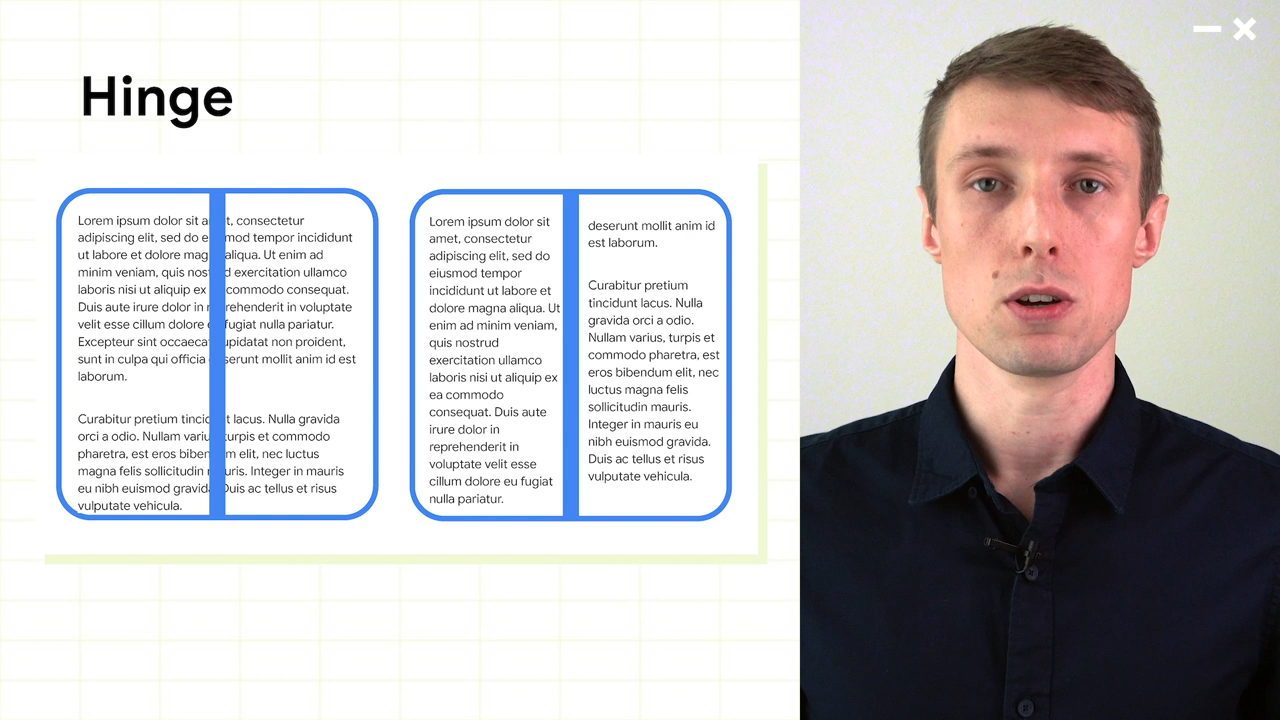 Hinge
Lorem ipsum dolor sit a t, consectetur
adipiscing elit, sed do e mod tempor incididunt
ut labore et dolore mag aliqua. Ut enim ad
minim veniam, quis nost d exercitation ullamco
laboris nisi ut aliquip ex commodo consequat.
Duis aute irure dolor in rehenderit in voluptate
velit esse cillum dolore fugiat nulla pariatur.
Excepteur sint occaecat upidatat non proident,
sunt in culpa qui officia serunt mollit anim id est
laborum.
Curabitur pretium tincid t lacus. Nulla gravida
orci a odio. Nullam variu turpis et commodo
pharetra, est eros biben m elit, nec luctus
magna felis sollicitudin uris. Integer in mauris
eu nibh euismod gravida Duis ac tellus et risus
vulputate vehicula.
Lorem ipsum dolor sit
amet, consectetur
adipiscing elit, sed do
eiusmod tempor
incididunt ut labore et
dolore magna aliqua. Ut
enim ad minim veniam,
quis nostrud
exercitation ullamco
laboris nisi ut aliquip ex
ea commodo
consequat. Duis aute
irure dolor in
reprehenderit in
voluptate velit esse
cillum dolore eu fugiat
nulla pariatur.
deserunt mollit anim id
est laborum.
Curabitur pretium
tincidunt lacus. Nulla
gravida orci a odio.
Nullam varius, turpis et
commodo pharetra, est
eros bibendum elit, nec
luctus magna felis
sollicitudin mauris.
Integer in mauris eu
nibh euismod gravida.
Duis ac tellus et risus
vulputate vehicula.